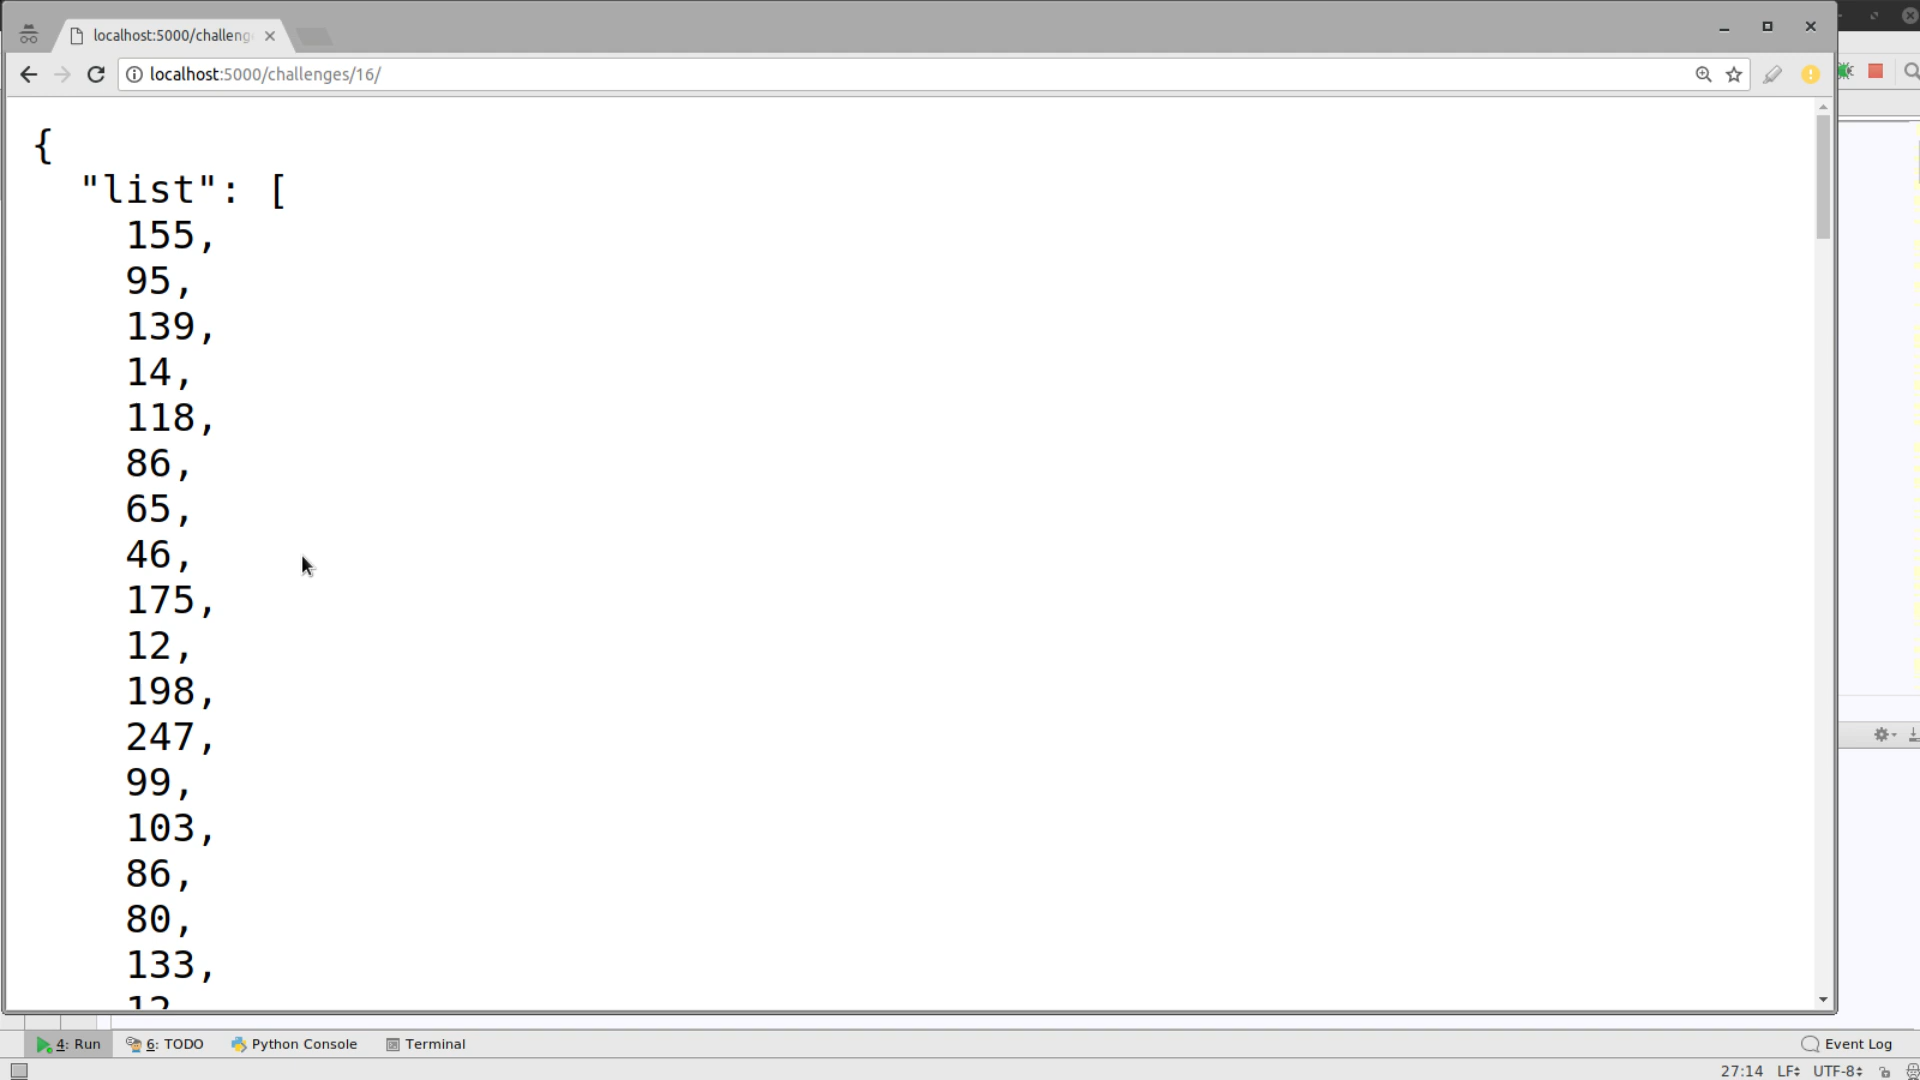 localhost:5000/challeng
localhost:5000/challenges/16/
{
"list": [
155,
95,
139,
14,
118,
86,
65,
46,
175,
12,
198,
247,
99,
103,
86,
80,
133,
4: Run
6: TODO
Python Console
Terminal
Event Log
27:14 LF UTF-8